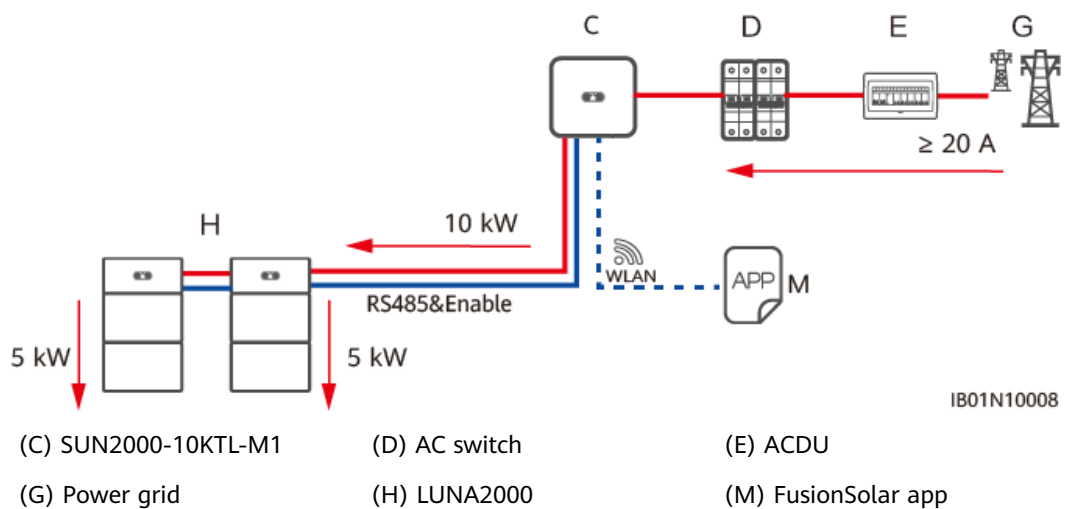 C
D
E
G
≥ 20 A
H
10 kW
WLAN
APP
M
RS485&Enable
5 kW
5 kW
IB01N10008
(C) SUN2000-10KTL-M1 (D) AC switch (E) ACDU
(G) Power grid (H) LUNA2000 (M) FusionSolar app